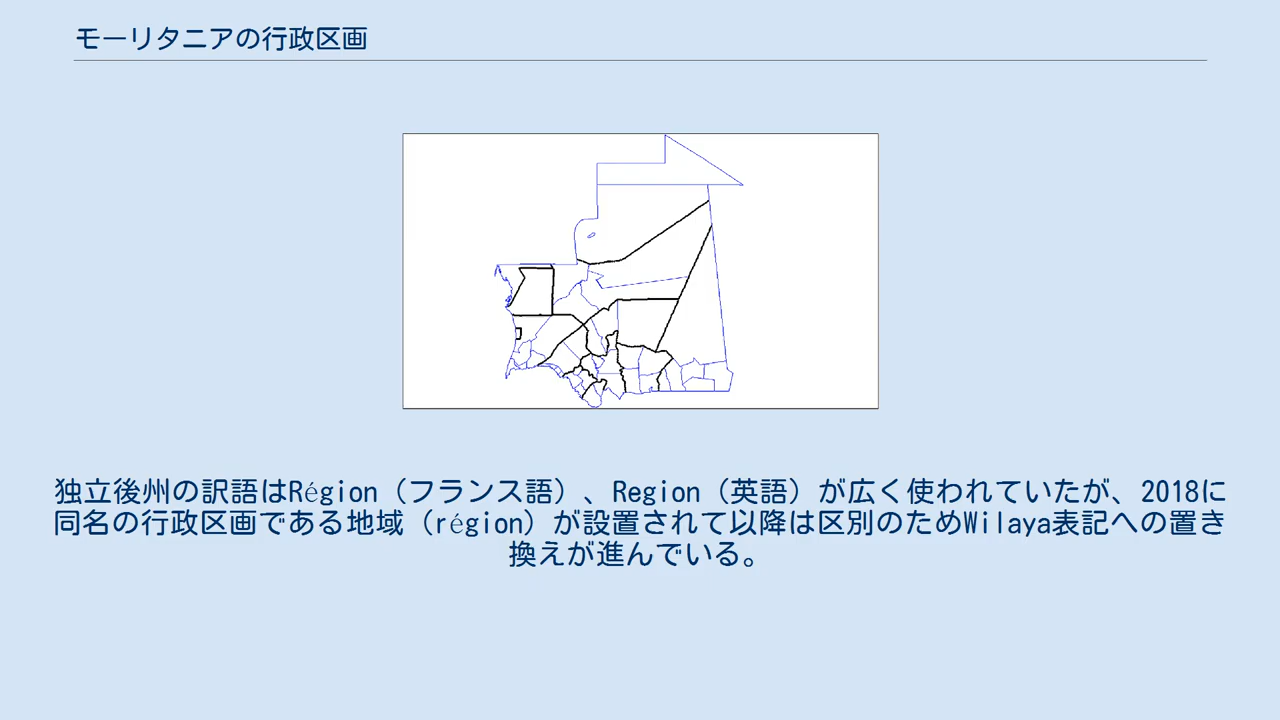 モーリタニアの行政区画
独立後州の訳語はRégion（フランス語）、Region（英語）が広く使われていたが、2018に
同名の行政区画である地域（région）が設置されて以降は区別のためWilaya表記への置き
換えが進んでいる。